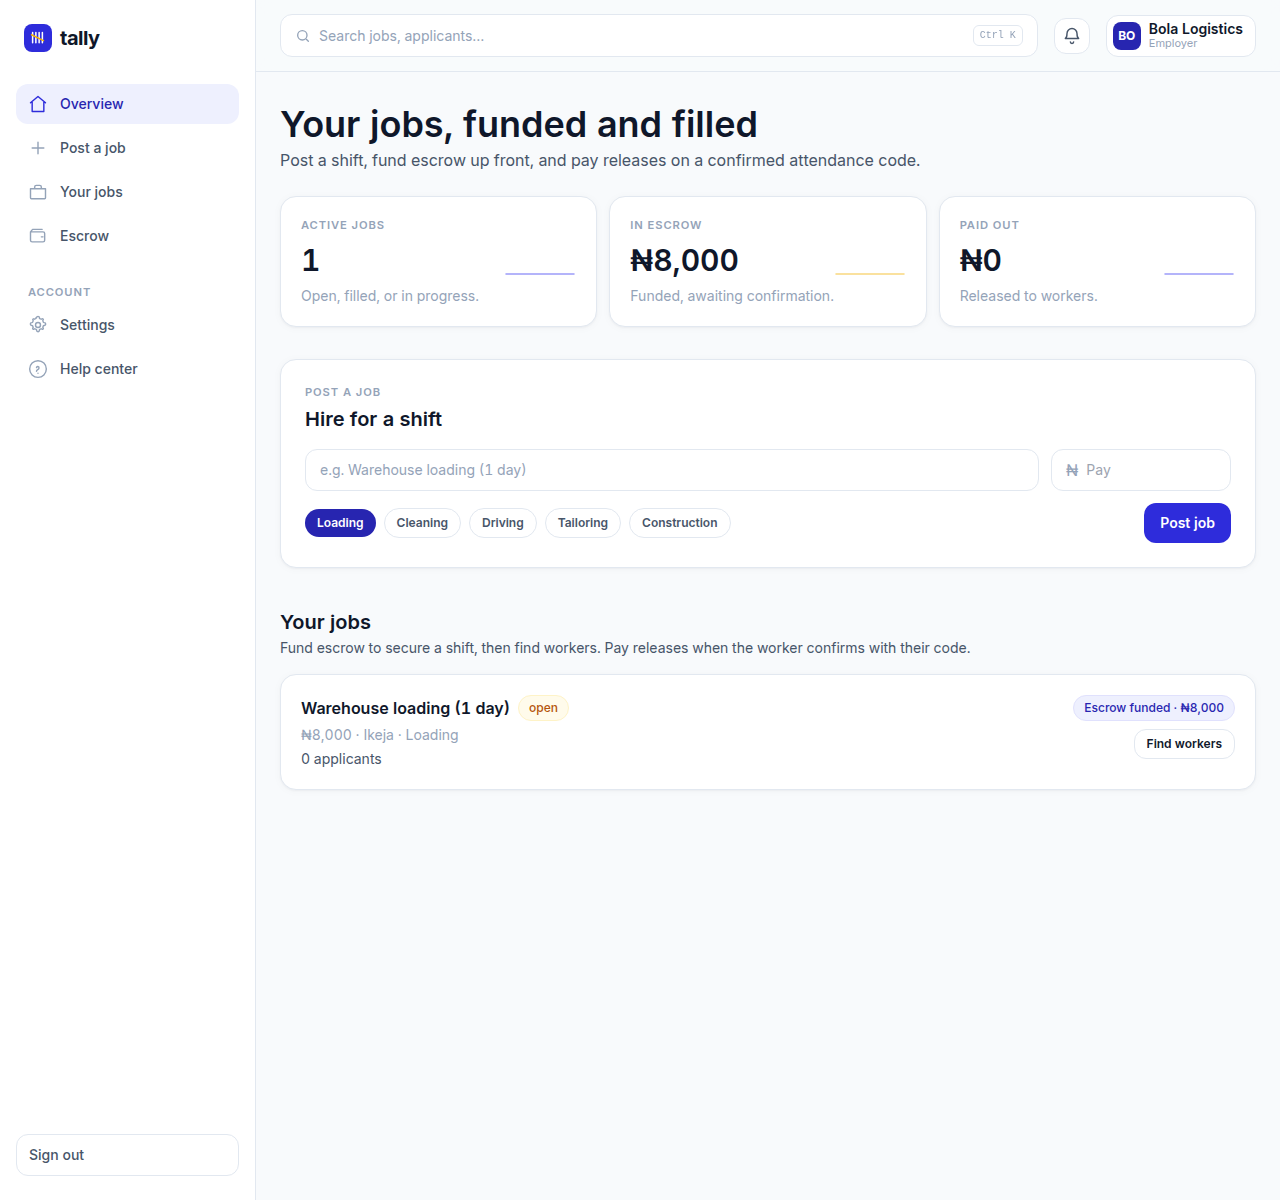 tally
Overview
Post a job
Your jobs
Escrow
ACCOUNT
Settings
Help center
Sign out
Search jobs, applicants...
Ctrl K
BO
Bola Logistics
Employer
Your jobs, funded and filled
Post a shift, fund escrow up front, and pay releases on a confirmed attendance code.
ACTIVE JOBS
1
Open, filled, or in progress.
IN ESCROW
₦8,000
Funded, awaiting confirmation.
PAID OUT
₦0
Released to workers.
POST A JOB
Hire for a shift
e.g. Warehouse loading (1 day)
₦ Pay
Loading Cleaning Driving Tailoring Construction
Post job
Your jobs
Fund escrow to secure a shift, then find workers. Pay releases when the worker confirms with their code.
Warehouse loading (1 day) open
₦8,000 · Ikeja · Loading
0 applicants
Escrow funded · ₦8,000
Find workers